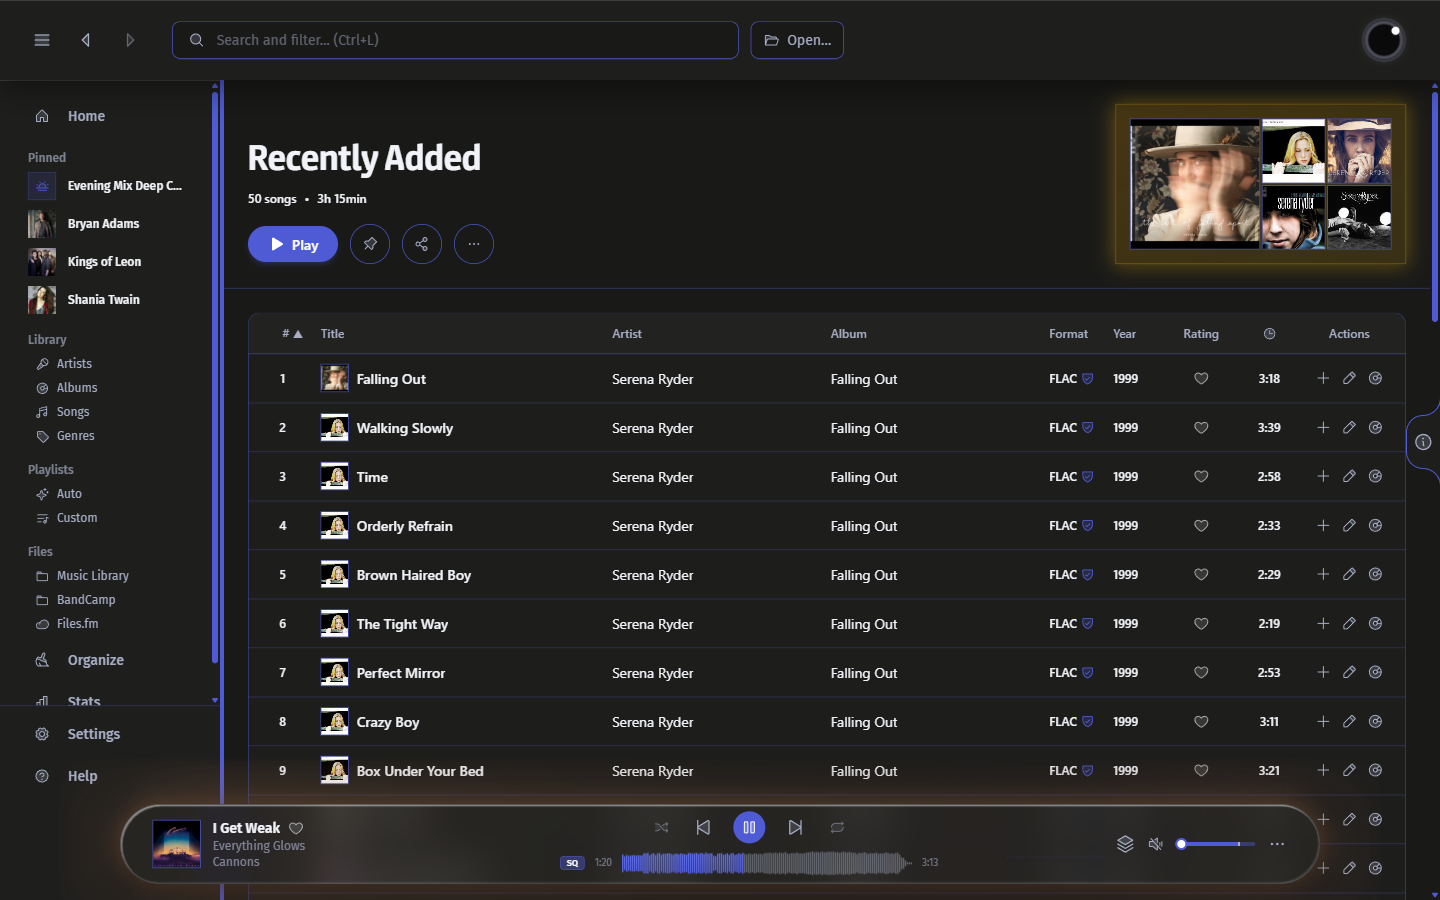 Search and filter... (Ctrl+L)
Open...
Home
Pinned
Evening Mix Deep C...
Bryan Adams
Kings of Leon
Shania Twain
Library
Artists
Albums
Songs
Genres
Playlists
Auto
Custom
Files
Music Library
BandCamp
Files.fm
Organize
Stats
Settings
Help
Recently Added
50 songs • 3h 15min
Play
serena ryder
# Title Artist Album Format Year Rating Actions
1 Falling Out Serena Ryder Falling Out FLAC 1999 3:18
2 Walking Slowly Serena Ryder Falling Out FLAC 1999 3:39
3 Time Serena Ryder Falling Out FLAC 1999 2:58
4 Orderly Refrain Serena Ryder Falling Out FLAC 1999 2:33
5 Brown Haired Boy Serena Ryder Falling Out FLAC 1999 2:29
6 The Tight Way Serena Ryder Falling Out FLAC 1999 2:19
7 Perfect Mirror Serena Ryder Falling Out FLAC 1999 2:53
8 Crazy Boy Serena Ryder Falling Out FLAC 1999 3:11
9 Box Under Your Bed Serena Ryder Falling Out FLAC 1999 3:21
I Get Weak
Everything Glows
Cannons
SQ 1:20 3:13